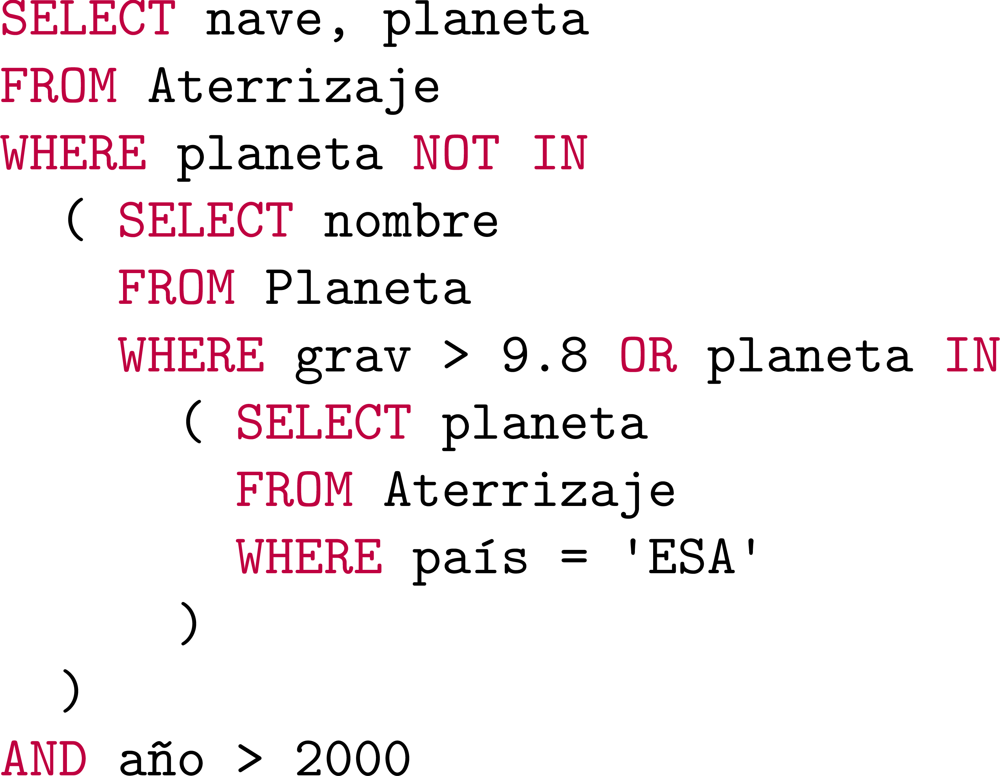 SELECT nave, planeta
FROM Aterrizaje
WHERE planeta NOT IN
( SELECT nombre
FROM Planeta
WHERE grav > 9.8 OR planeta IN
( SELECT planeta
FROM Aterrizaje
WHERE país = 'ESA'
)
)
AND año > 2000